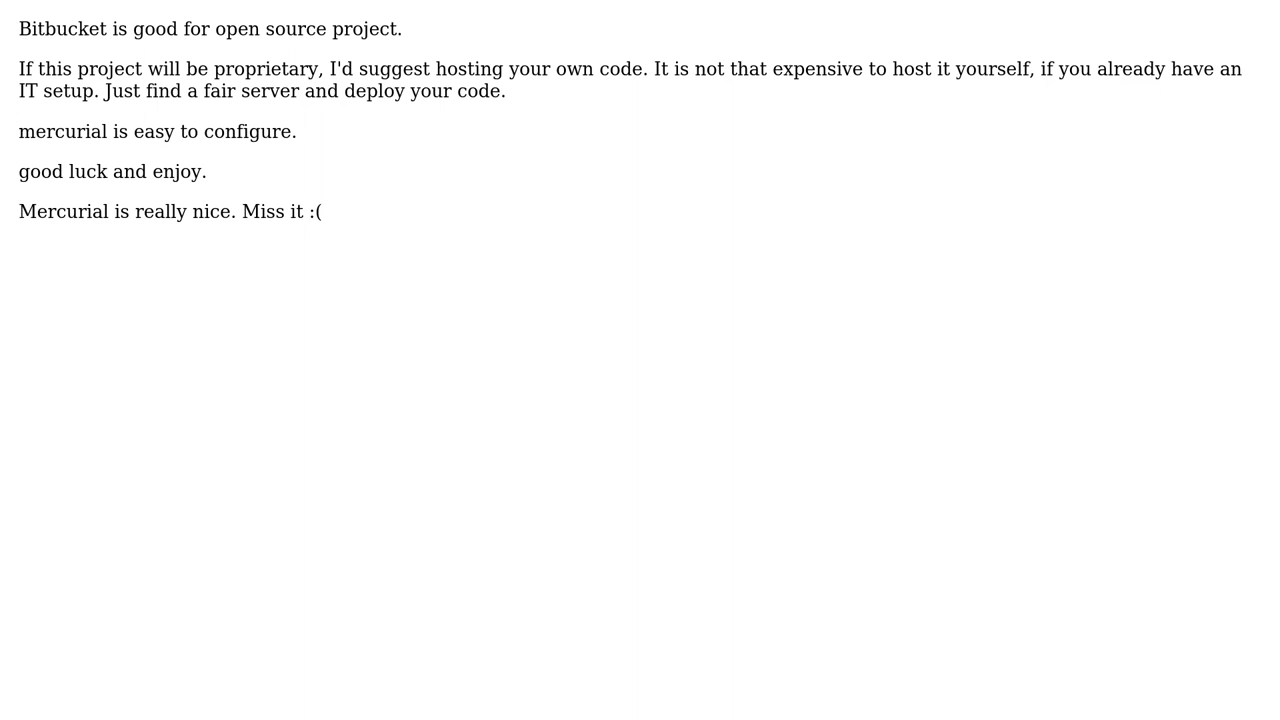 Bitbucket is good for open source project.
If this project will be proprietary, I'd suggest hosting your own code. It is not that expensive to host it yourself, if you already have an
IT setup. Just find a fair server and deploy your code.
mercurial is easy to configure.
good luck and enjoy.
Mercurial is really nice. Miss it :(